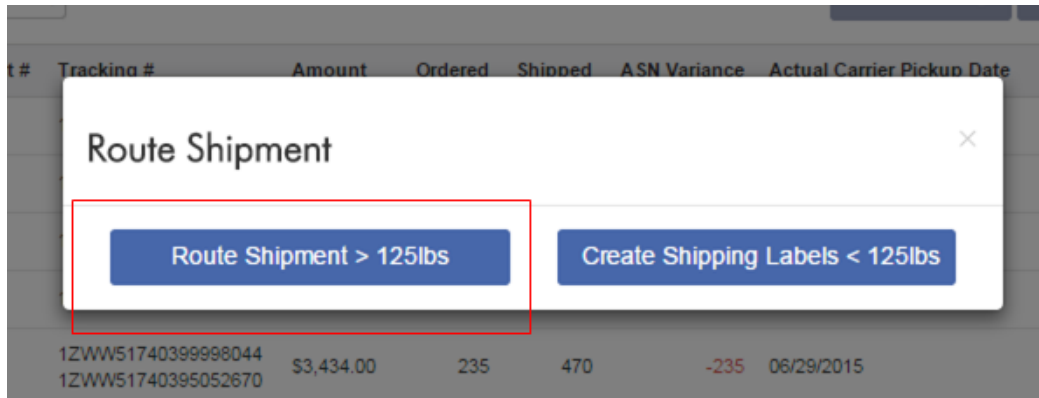 t # Tracking # Amount Ordered Shipped ASN Variance Actual Carrier Pickup Date
Route Shipment ×
Route Shipment > 125lbs Create Shipping Labels < 125lbs
1ZWW51740399998044
$3,434.00 235 470 -235 06/29/2015
1ZWW51740395052670